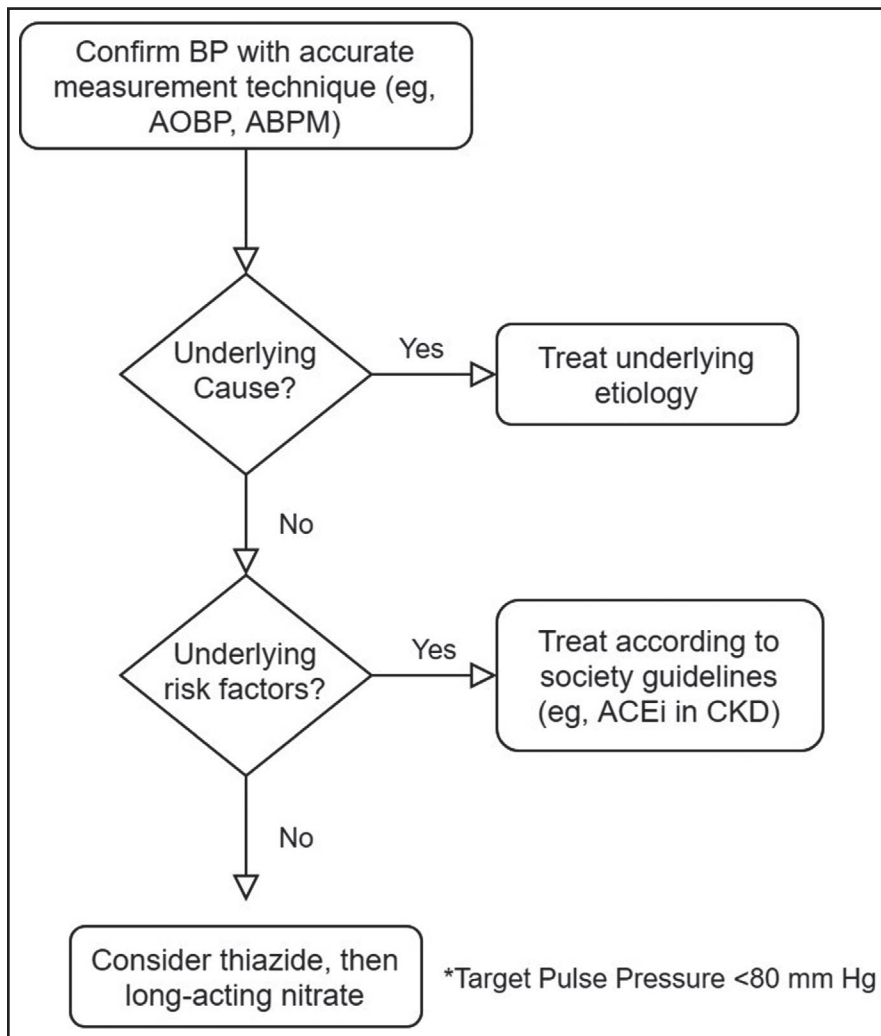 Confirm BP with accurate
measurement technique (eg,
AOBP, ABPM)
Underlying
Cause?
Yes
Treat underlying
etiology
No
Underlying
risk factors?
Yes
Treat according to
society guidelines
(eg, ACEi in CKD)
No
Consider thiazide, then
long-acting nitrate
*Target Pulse Pressure <80 mm Hg